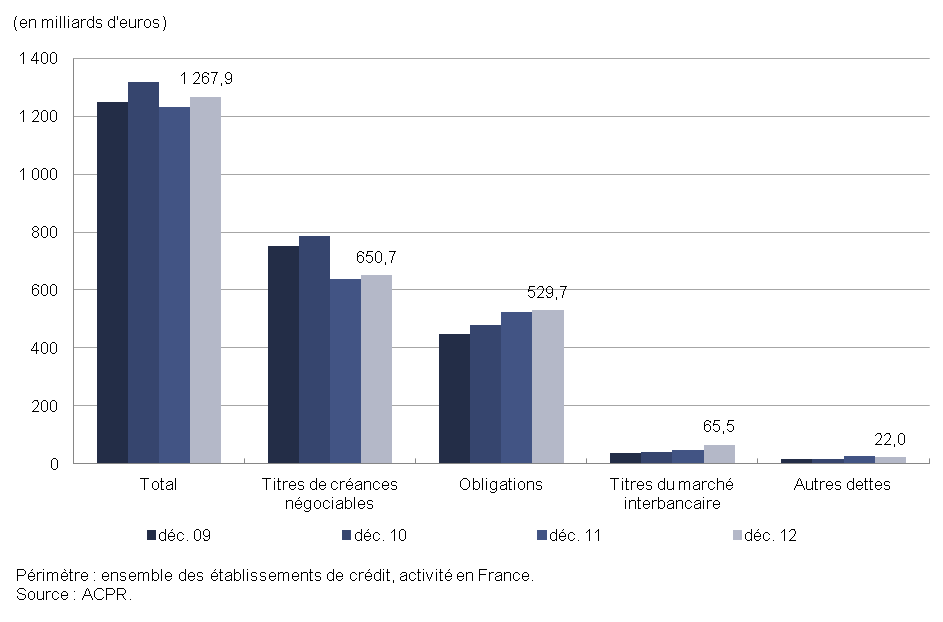 (en milliards d'euros)
1 400
1 200
1 000
800
600
400
200
0
1 267,9
650,7
529,7
65,5
22,0
Total
Titres de créances
négociables
Obligations
Titres du marché
interbancaire
Autres dettes
déc. 09
déc. 10
déc. 11
déc. 12
Périmètre : ensemble des établissements de crédit, activité en France.
Source : ACPR.